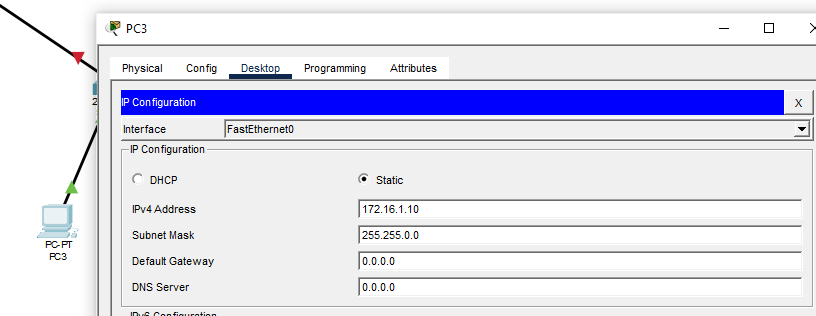 PC3
Physical Config Desktop Programming Attributes
IP Configuration X
Interface FastEthernet0
IP Configuration
DHCP Static
IPv4 Address 172.16.1.10
Subnet Mask 255.255.0.0
Default Gateway 0.0.0.0
DNS Server 0.0.0.0
IPv6 Configuration
2
PC-PT
PC3